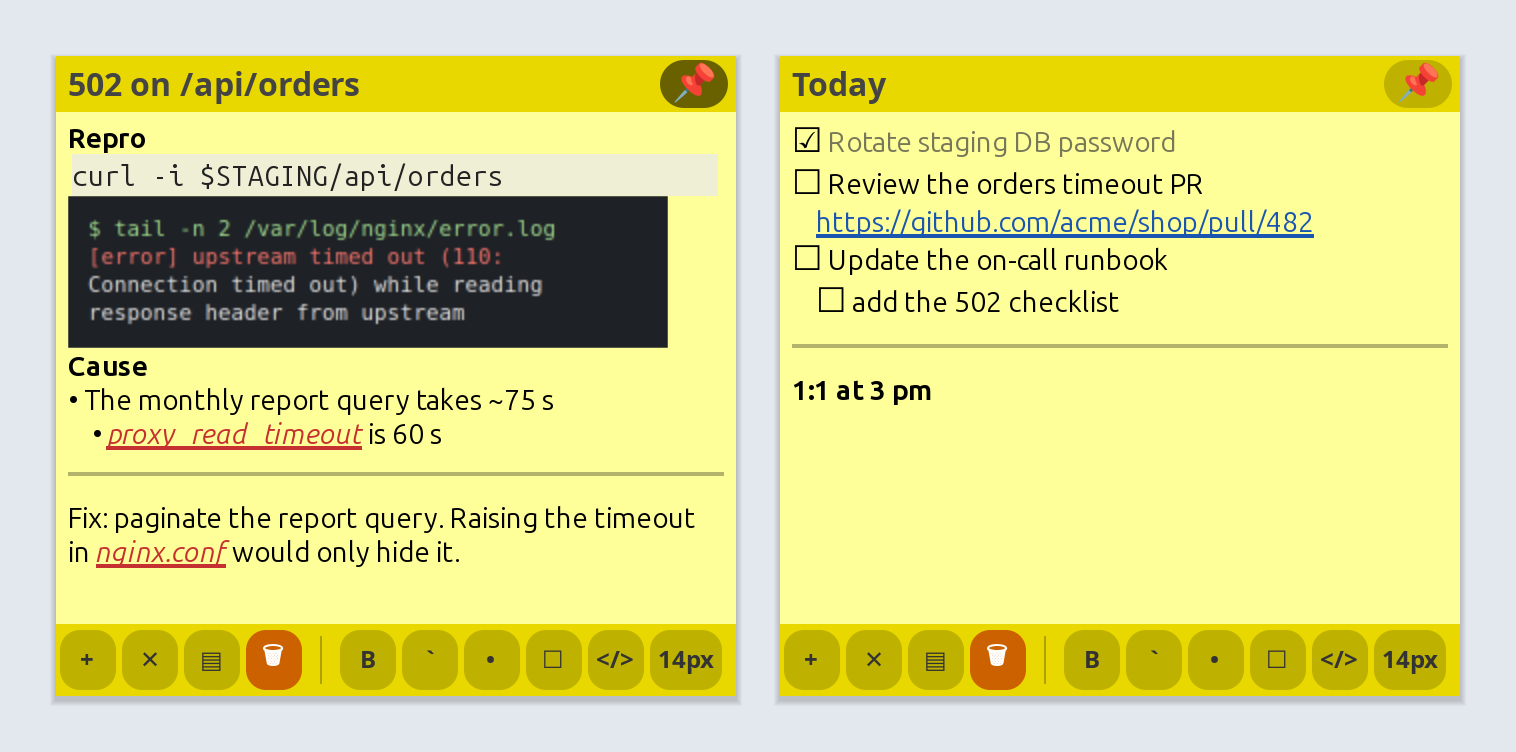 502 on /api/orders
Repro
curl -i $STAGING/api/orders
$ tail -n 2 /var/log/nginx/error.log
[error] upstream timed out (110:
Connection timed out) while reading
response header from upstream
Cause
• The monthly report query takes ~75 s
• proxy_read_timeout is 60 s
Fix: paginate the report query. Raising the timeout
in nginx.conf would only hide it.
+ ✕ ▤ B ` • ☐ </> 14px
Today
☑ Rotate staging DB password
☐ Review the orders timeout PR
https://github.com/acme/shop/pull/482
☐ Update the on-call runbook
☐ add the 502 checklist
1:1 at 3 pm
+ ✕ ▤ B ` • ☐ </> 14px